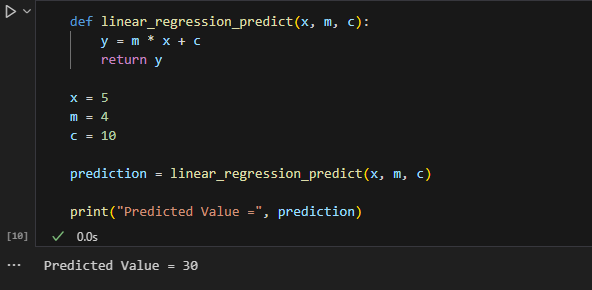 def linear_regression_predict(x, m, c):
    y = m * x + c
    return y

x = 5
m = 4
c = 10

prediction = linear_regression_predict(x, m, c)

print("Predicted Value =", prediction)
[10] ✓ 0.0s
... Predicted Value = 30